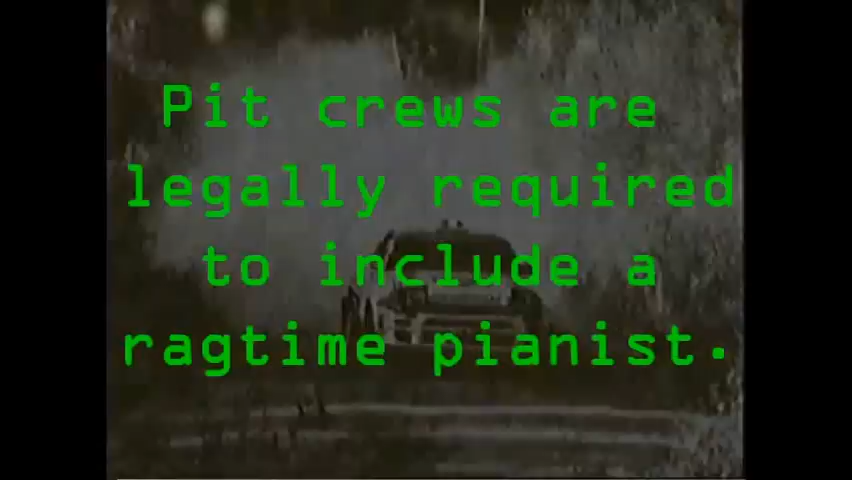 Pit crews are
legally required
to include a
ragtime pianist.